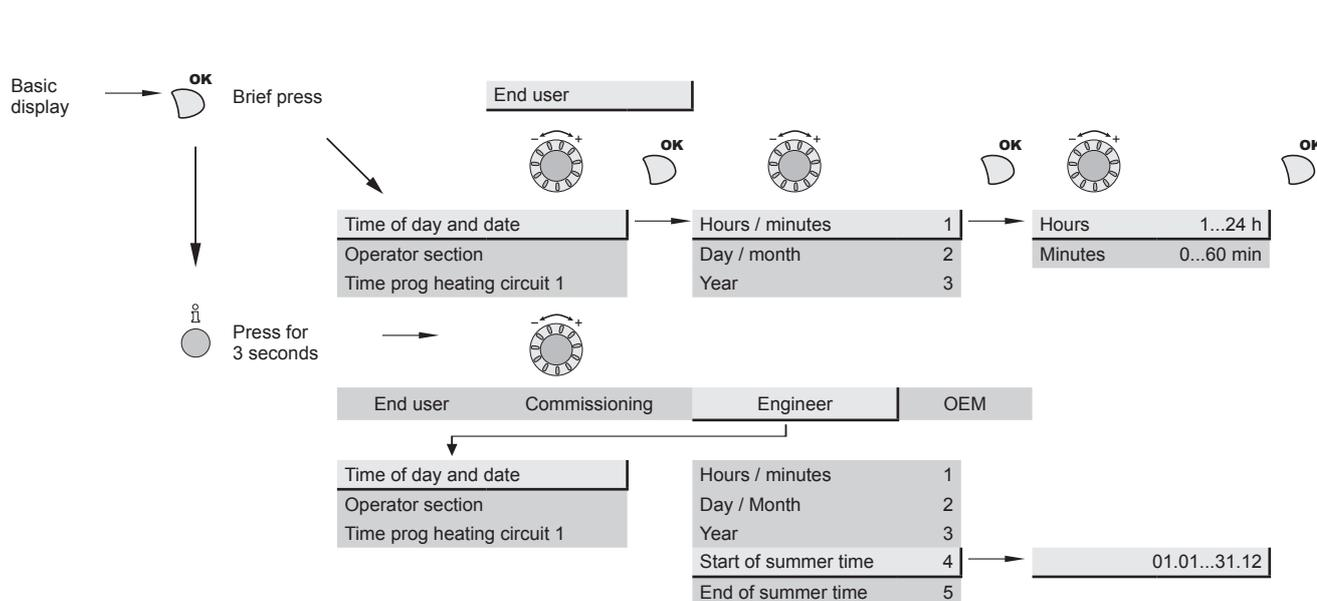 Basic
display
OK
Brief press
End user
- +
OK
- +
OK
- +
OK
Time of day and date
Operator section
Time prog heating circuit 1
Hours / minutes 1
Day / month 2
Year 3
Hours 1...24 h
Minutes 0...60 min
Press for
3 seconds
- +
End user Commissioning Engineer OEM
Time of day and date
Operator section
Time prog heating circuit 1
Hours / minutes 1
Day / Month 2
Year 3
Start of summer time 4
01.01...31.12
End of summer time 5